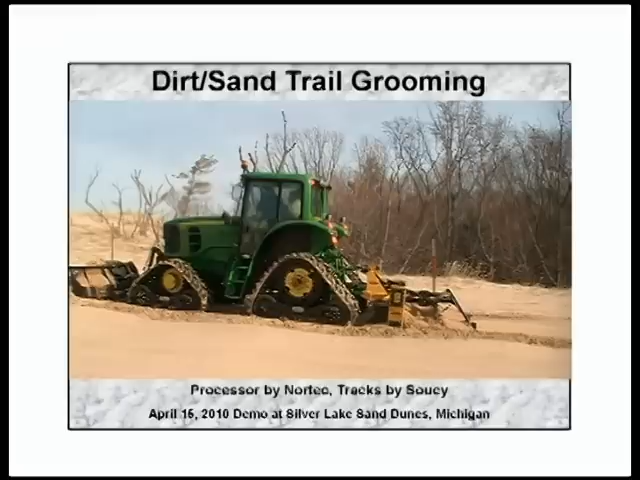 Dirt/Sand Trail Grooming
Processor by Nortec, Tracks by Soucy
April 15, 2010 Demo at Silver Lake Sand Dunes, Michigan